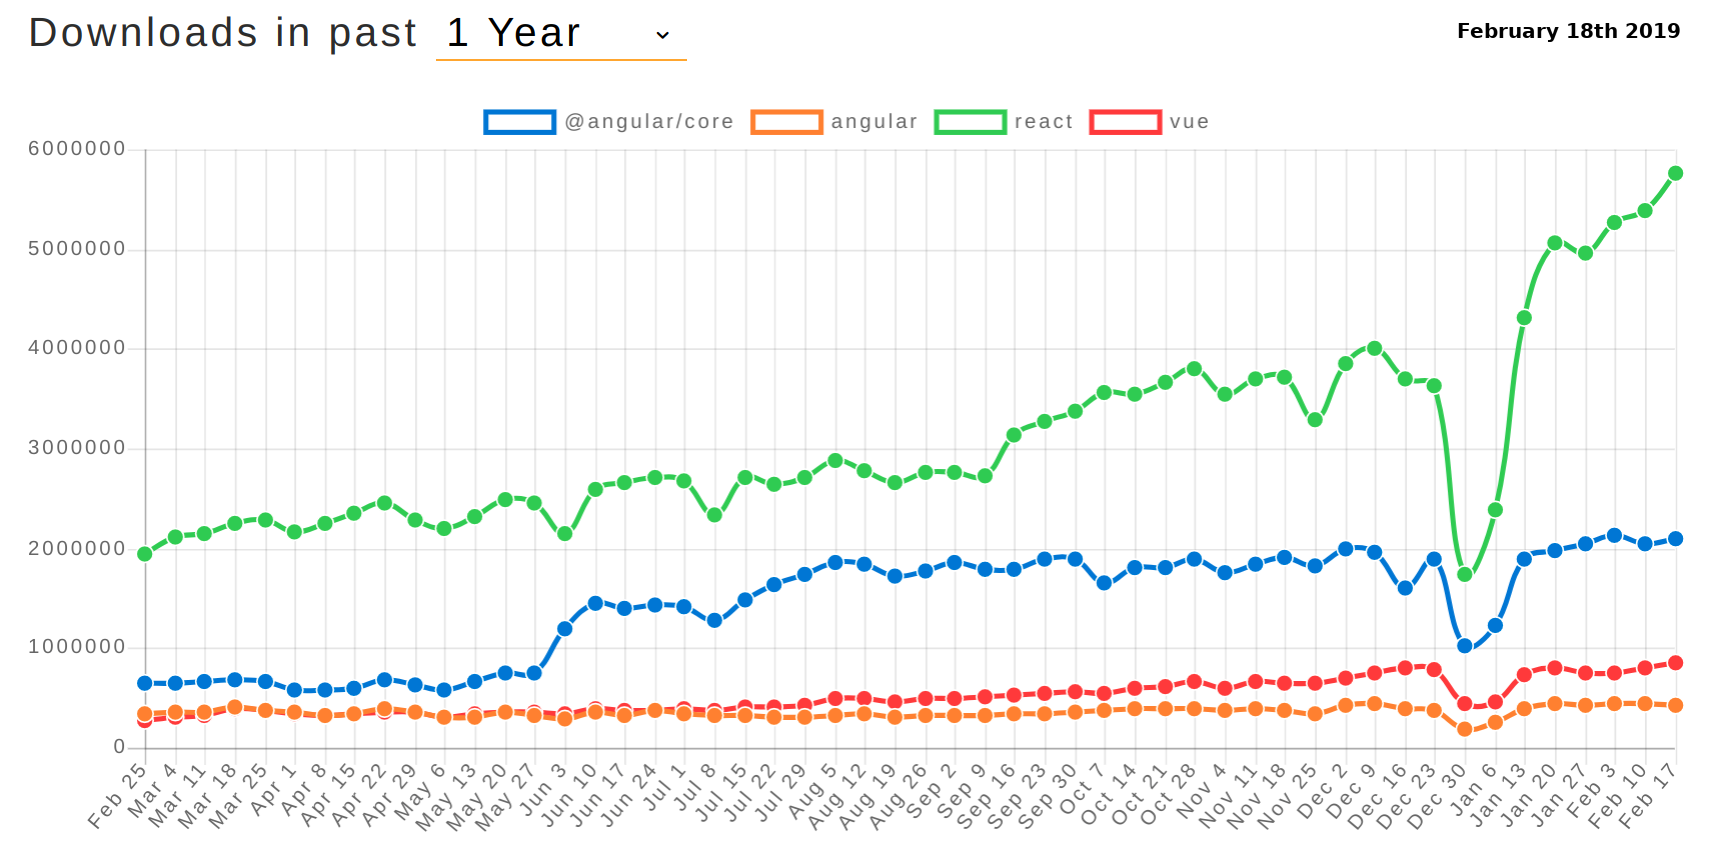 Downloads in past 1 Year
February 18th 2019
@angular/core angular react vue
6000000
5000000
4000000
3000000
2000000
1000000
0
Feb 25
Mar 4
Mar 11
Mar 18
Mar 25
Apr 1
Apr 8
Apr 15
Apr 22
Apr 29
May 6
May 13
May 20
May 27
Jun 3
Jun 10
Jun 17
Jun 24
Jul 1
Jul 8
Jul 15
Jul 22
Jul 29
Aug 5
Aug 12
Aug 19
Aug 26
Sep 2
Sep 9
Sep 16
Sep 23
Sep 30
Oct 7
Oct 14
Oct 21
Oct 28
Nov 4
Nov 11
Nov 18
Nov 25
Dec 2
Dec 9
Dec 16
Dec 23
Dec 30
Jan 6
Jan 13
Jan 20
Jan 27
Feb 3
Feb 10
Feb 17